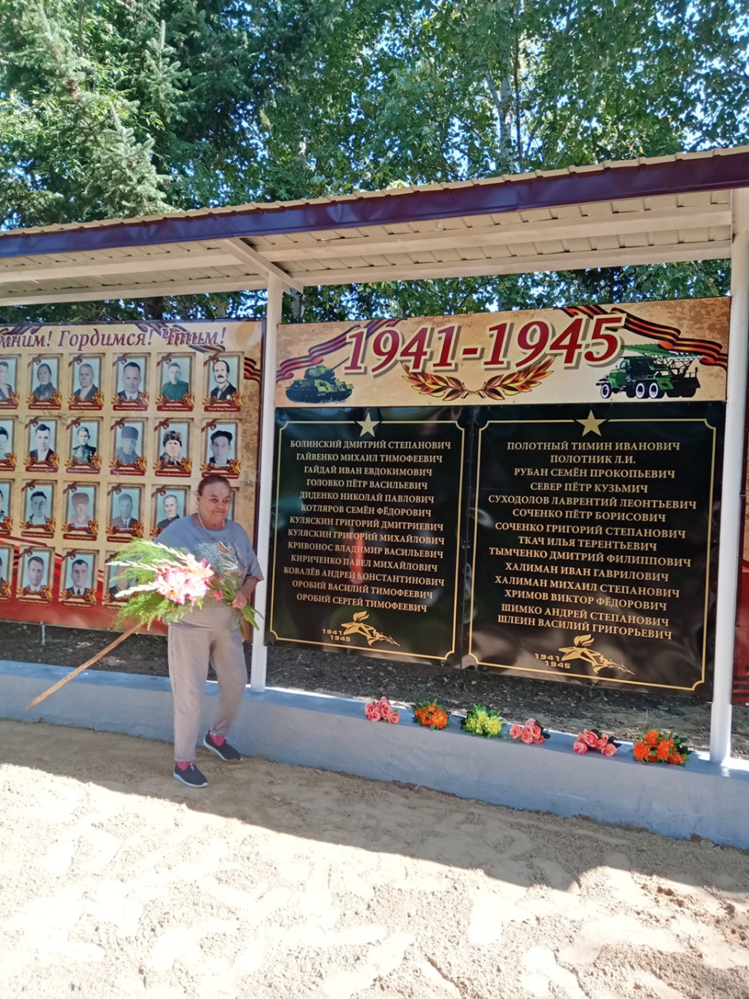 мним! Гордимся! Чтим!
1941-1945
БОЛИНСКИЙ ДМИТРИЙ СТЕПАНОВИЧ
ГАЙВЕНКО МИХАИЛ ТИМОФЕЕВИЧ
ГАЙДАЙ ИВАН ЕВДОКИМОВИЧ
ГОЛОВКО ПЁТР ВАСИЛЬЕВИЧ
ДИДЕНКО НИКОЛАЙ ПАВЛОВИЧ
КОТЛЯРОВ СЕМЁН ФЁДОРОВИЧ
КУЛЯСКИН ГРИГОРИЙ ДМИТРИЕВИЧ
КУЛЯСКИН ГРИГОРИЙ МИХАЙЛОВИЧ
КРИВОНОС ВЛАДИМИР ВАСИЛЬЕВИЧ
КИРИЧЕНКО ПАВЕЛ МИХАЙЛОВИЧ
КОВАЛЁВ АНДРЕЙ КОНСТАНТИНОВИЧ
ОРОБИЙ ВАСИЛИЙ ТИМОФЕЕВИЧ
ОРОБИЙ СЕРГЕЙ ТИМОФЕЕВИЧ
1941
1945
ПОЛОТНЫЙ ТИМИН ИВАНОВИЧ
ПОЛОТНИК Л.И.
РУБАН СЕМЁН ПРОКОПЬЕВИЧ
СЕВЕР ПЁТР КУЗЬМИЧ
СУХОДОЛОВ ЛАВРЕНТИЙ ЛЕОНТЬЕВИЧ
СОЧЕНКО ПЁТР БОРИСОВИЧ
СОЧЕНКО ГРИГОРИЙ СТЕПАНОВИЧ
ТКАЧ ИЛЬЯ ТЕРЕНТЬЕВИЧ
ТЫМЧЕНКО ДМИТРИЙ ФИЛИППОВИЧ
ХАЛИМАН ИВАН ГАВРИЛОВИЧ
ХАЛИМАН МИХАИЛ СТЕПАНОВИЧ
ХРИМОВ ВИКТОР ФЁДОРОВИЧ
ШИМКО АНДРЕЙ СТЕПАНОВИЧ
ШЛЕИН ВАСИЛИЙ ГРИГОРЬЕВИЧ
1941
1945